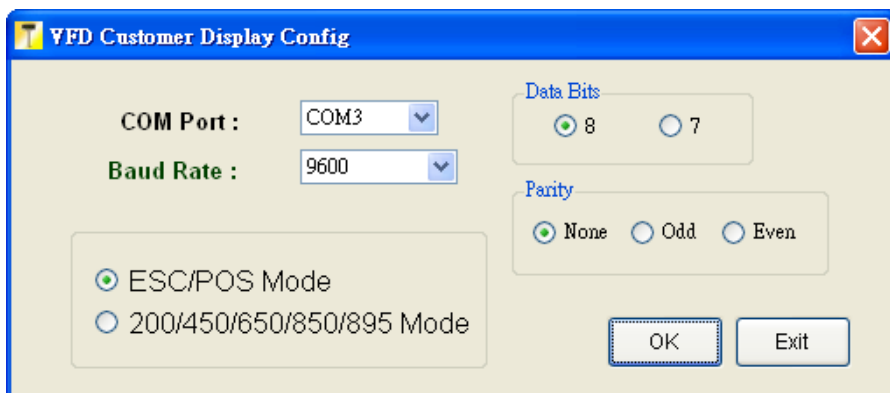 VFD Customer Display Config
COM Port : COM3
Baud Rate : 9600
Data Bits
8 7
Parity
None Odd Even
ESC/POS Mode
200/450/650/850/895 Mode
OK Exit